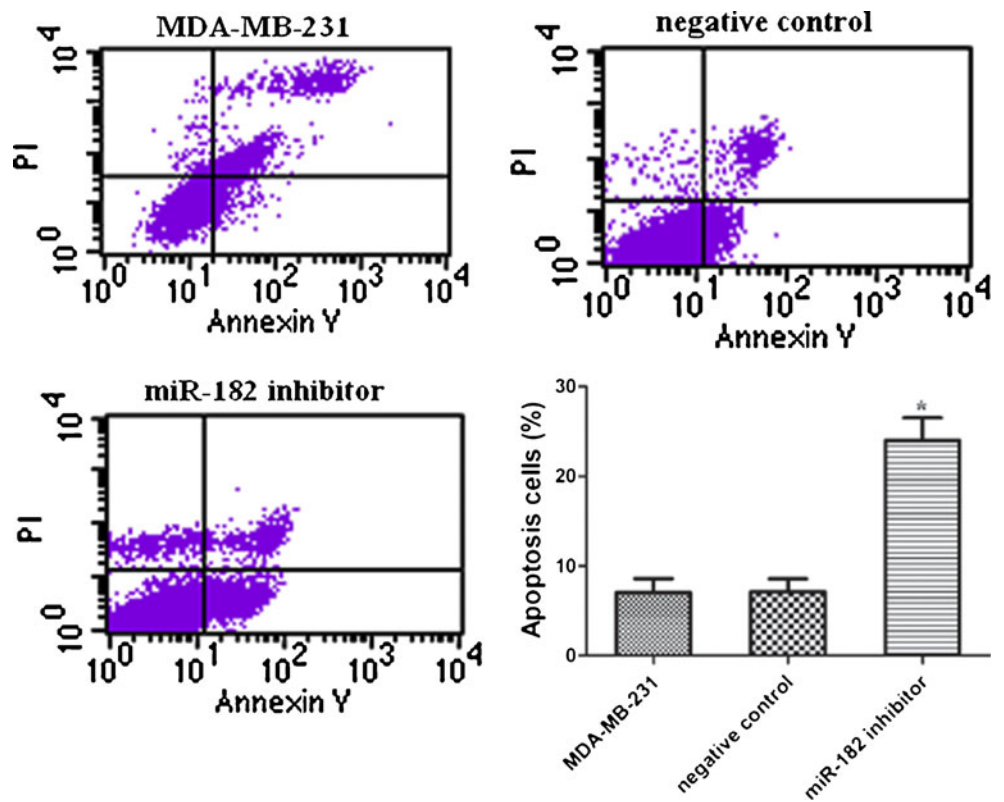 MDA-MB-231
10^4
PI
10^0
10^0 10^1 10^2 10^3 10^4
Annexin V
negative control
10^4
PI
10^0
10^0 10^1 10^2 10^3 10^4
Annexin V
miR-182 inhibitor
10^4
PI
10^0
10^0 10^1 10^2 10^3 10^4
Annexin V
Apoptosis cells (%)
30
20
10
0
*
MDA-MB-231
negative control
miR-182 inhibitor